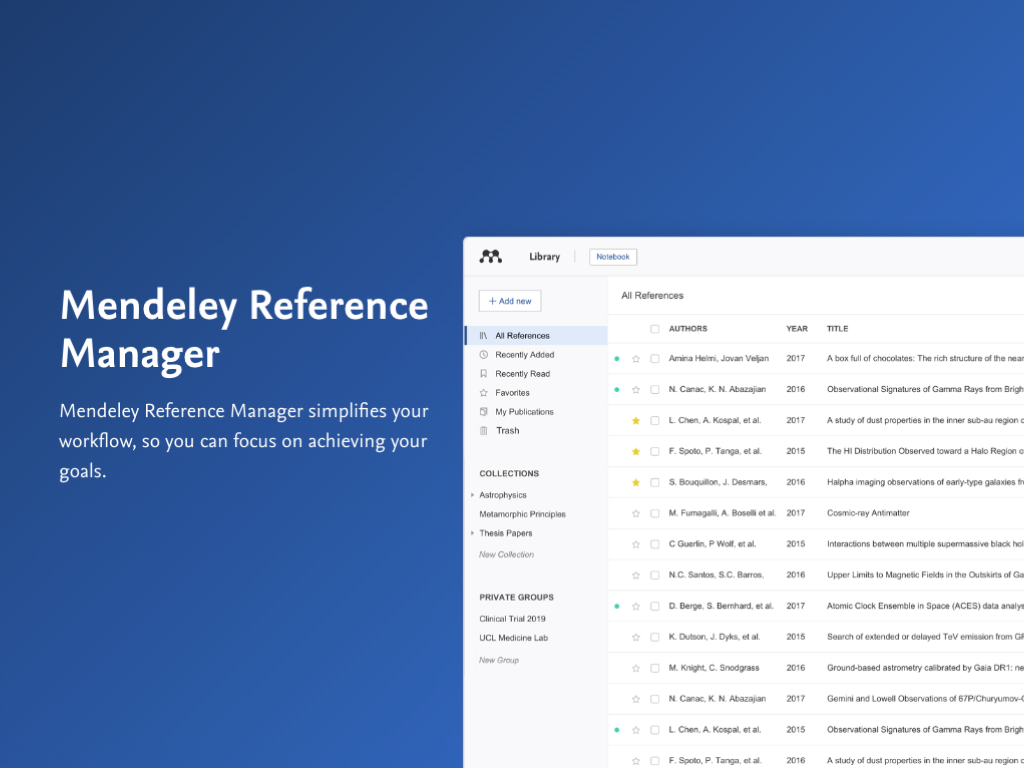 Mendeley Reference
Manager
Mendeley Reference Manager simplifies your
workflow, so you can focus on achieving your
goals.
Library
Notebook
+ Add new
All References
Recently Added
Recently Read
Favorites
My Publications
Trash
COLLECTIONS
Astrophysics
Metamorphic Principles
Thesis Papers
New Collection
PRIVATE GROUPS
Clinical Trial 2019
UCL Medicine Lab
New Group
All References
AUTHORS YEAR TITLE
Amina Helmi, Jovan Veljan 2017 A box full of chocolates: The rich structure of the near
N. Canac, K. N. Abazajian 2016 Observational Signatures of Gamma Rays from Brigh
L. Chen, A. Kospal, et al. 2017 A study of dust properties in the inner sub-au region o
F. Spoto, P. Tanga, et al. 2015 The HI Distribution Observed toward a Halo Region o
S. Bouquillon, J. Desmars, 2016 Halpha imaging observations of early-type galaxies fr
M. Fumagalli, A. Boselli et al. 2017 Cosmic-ray Antimatter
C Guerlin, P Wolf, et al. 2015 Interactions between multiple supermassive black hol
N.C. Santos, S.C. Barros, 2016 Upper Limits to Magnetic Fields in the Outskirts of Ga
D. Berge, S. Bernhard, et al. 2017 Atomic Clock Ensemble in Space (ACES) data analys
K. Dutson, J. Dyks, et al. 2015 Search of extended or delayed TeV emission from GR
M. Knight, C. Snodgrass 2016 Ground-based astrometry calibrated by Gaia DR1: ne
N. Canac, K. N. Abazajian 2017 Gemini and Lowell Observations of 67P/Churyumov-G
L. Chen, A. Kospal, et al. 2015 Observational Signatures of Gamma Rays from Brigh
F. Spoto, P. Tanga, et al. 2016 A study of dust properties in the inner sub-au region o